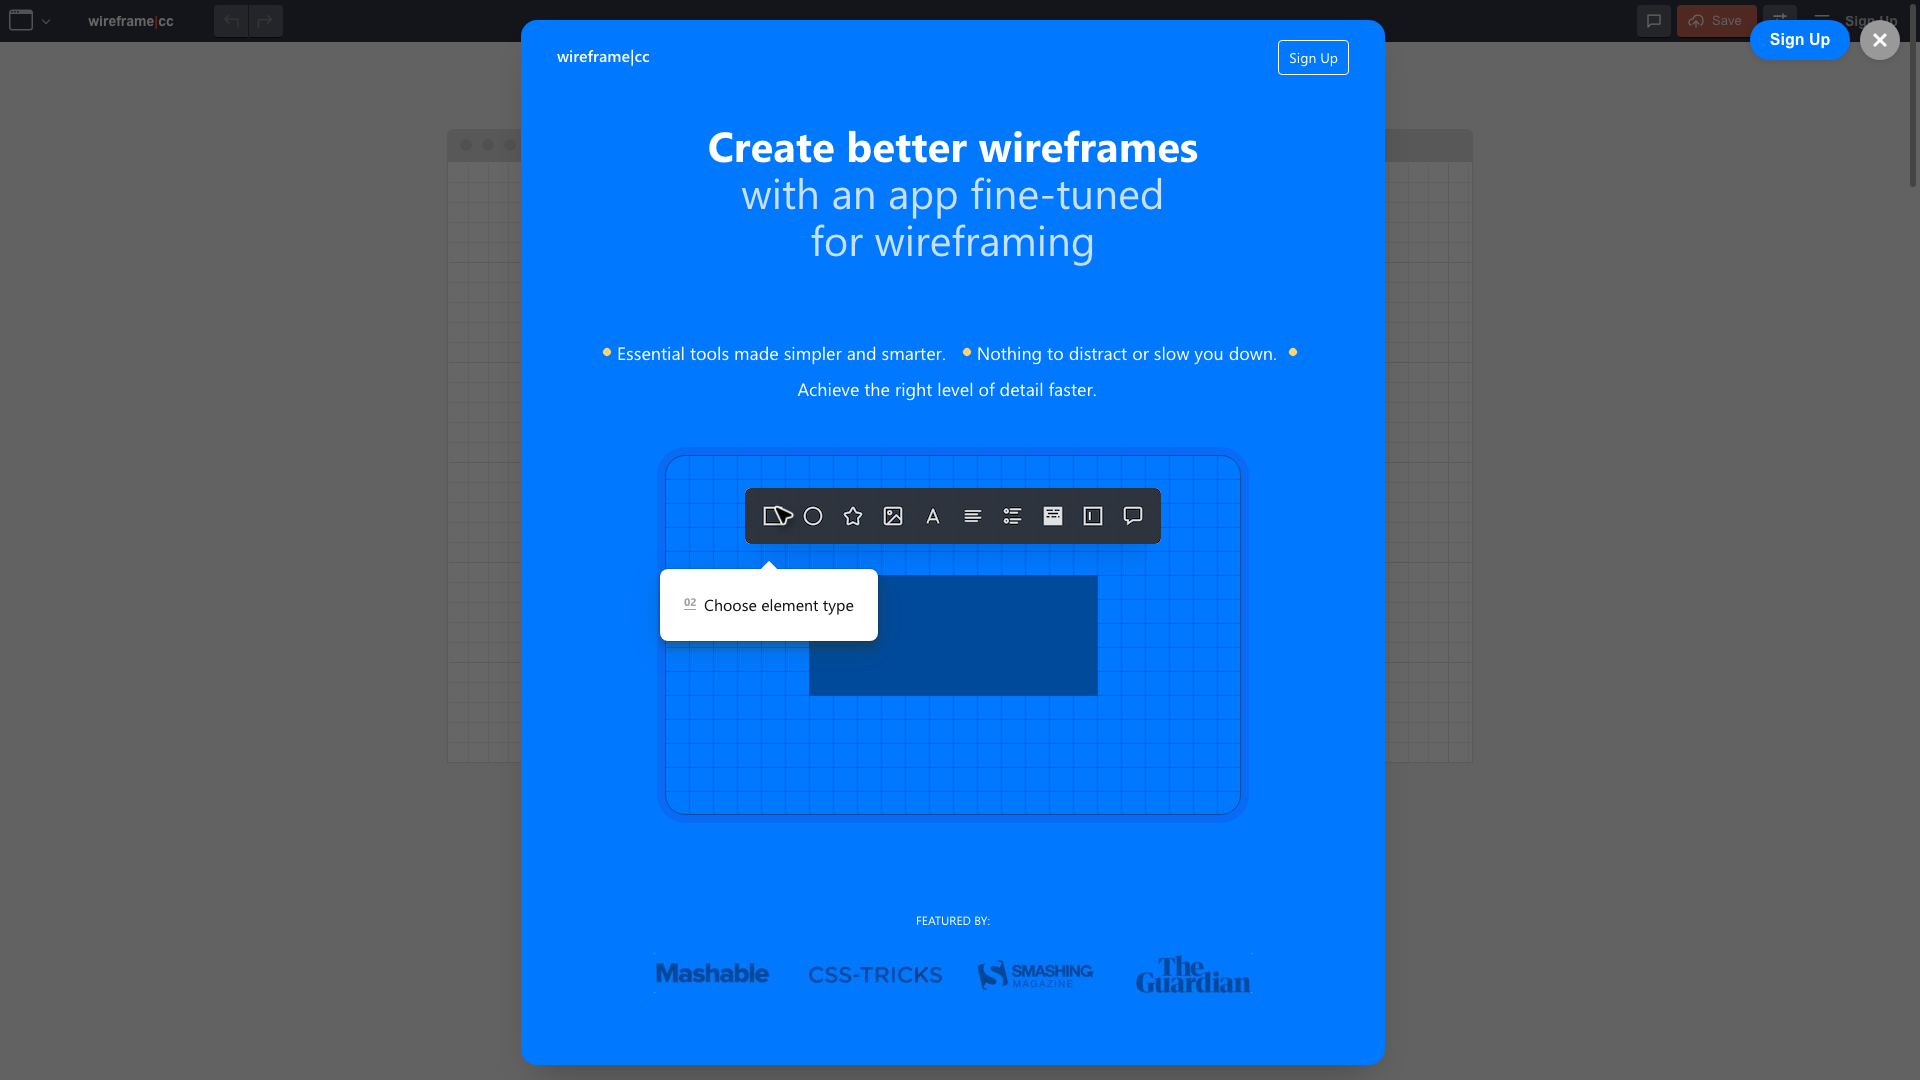 wireframe|cc
Save
Sign Up
Sign Up
wireframe|cc
Sign Up
Create better wireframes
with an app fine-tuned
for wireframing
Essential tools made simpler and smarter. Nothing to distract or slow you down.
Achieve the right level of detail faster.
02 Choose element type
FEATURED BY:
Mashable
CSS-TRICKS
SMASHING
MAGAZINE
The
Guardian